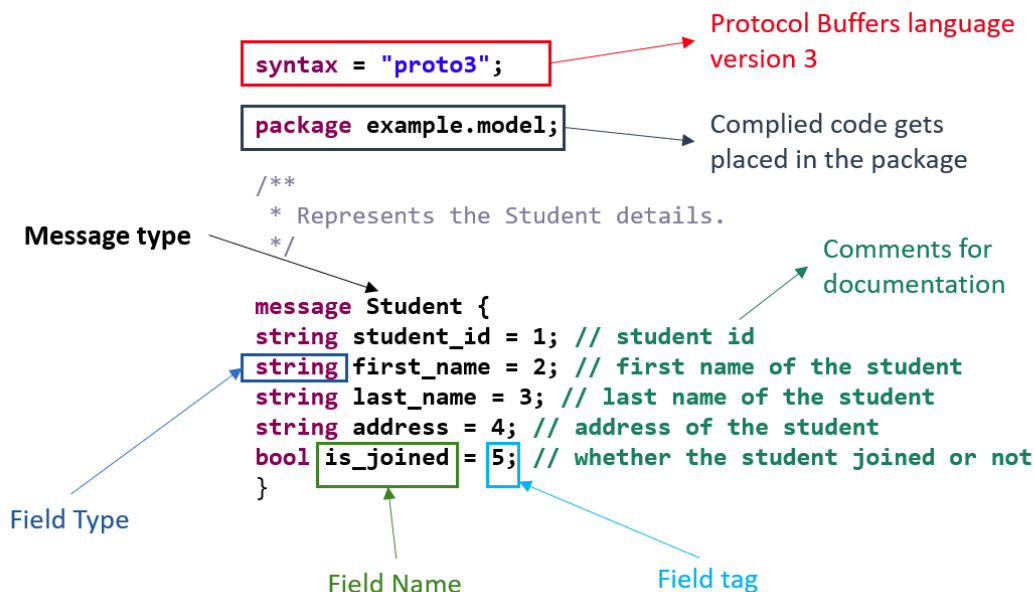 Protocol Buffers language
version 3
syntax = "proto3";
package example.model;
Complied code gets
placed in the package
/**
* Represents the Student details.
*/
Message type
Comments for
documentation
message Student {
string student_id = 1; // student id
string first_name = 2; // first name of the student
string last_name = 3; // last name of the student
string address = 4; // address of the student
bool is_joined = 5; // whether the student joined or not
}
Field Type
Field Name
Field tag